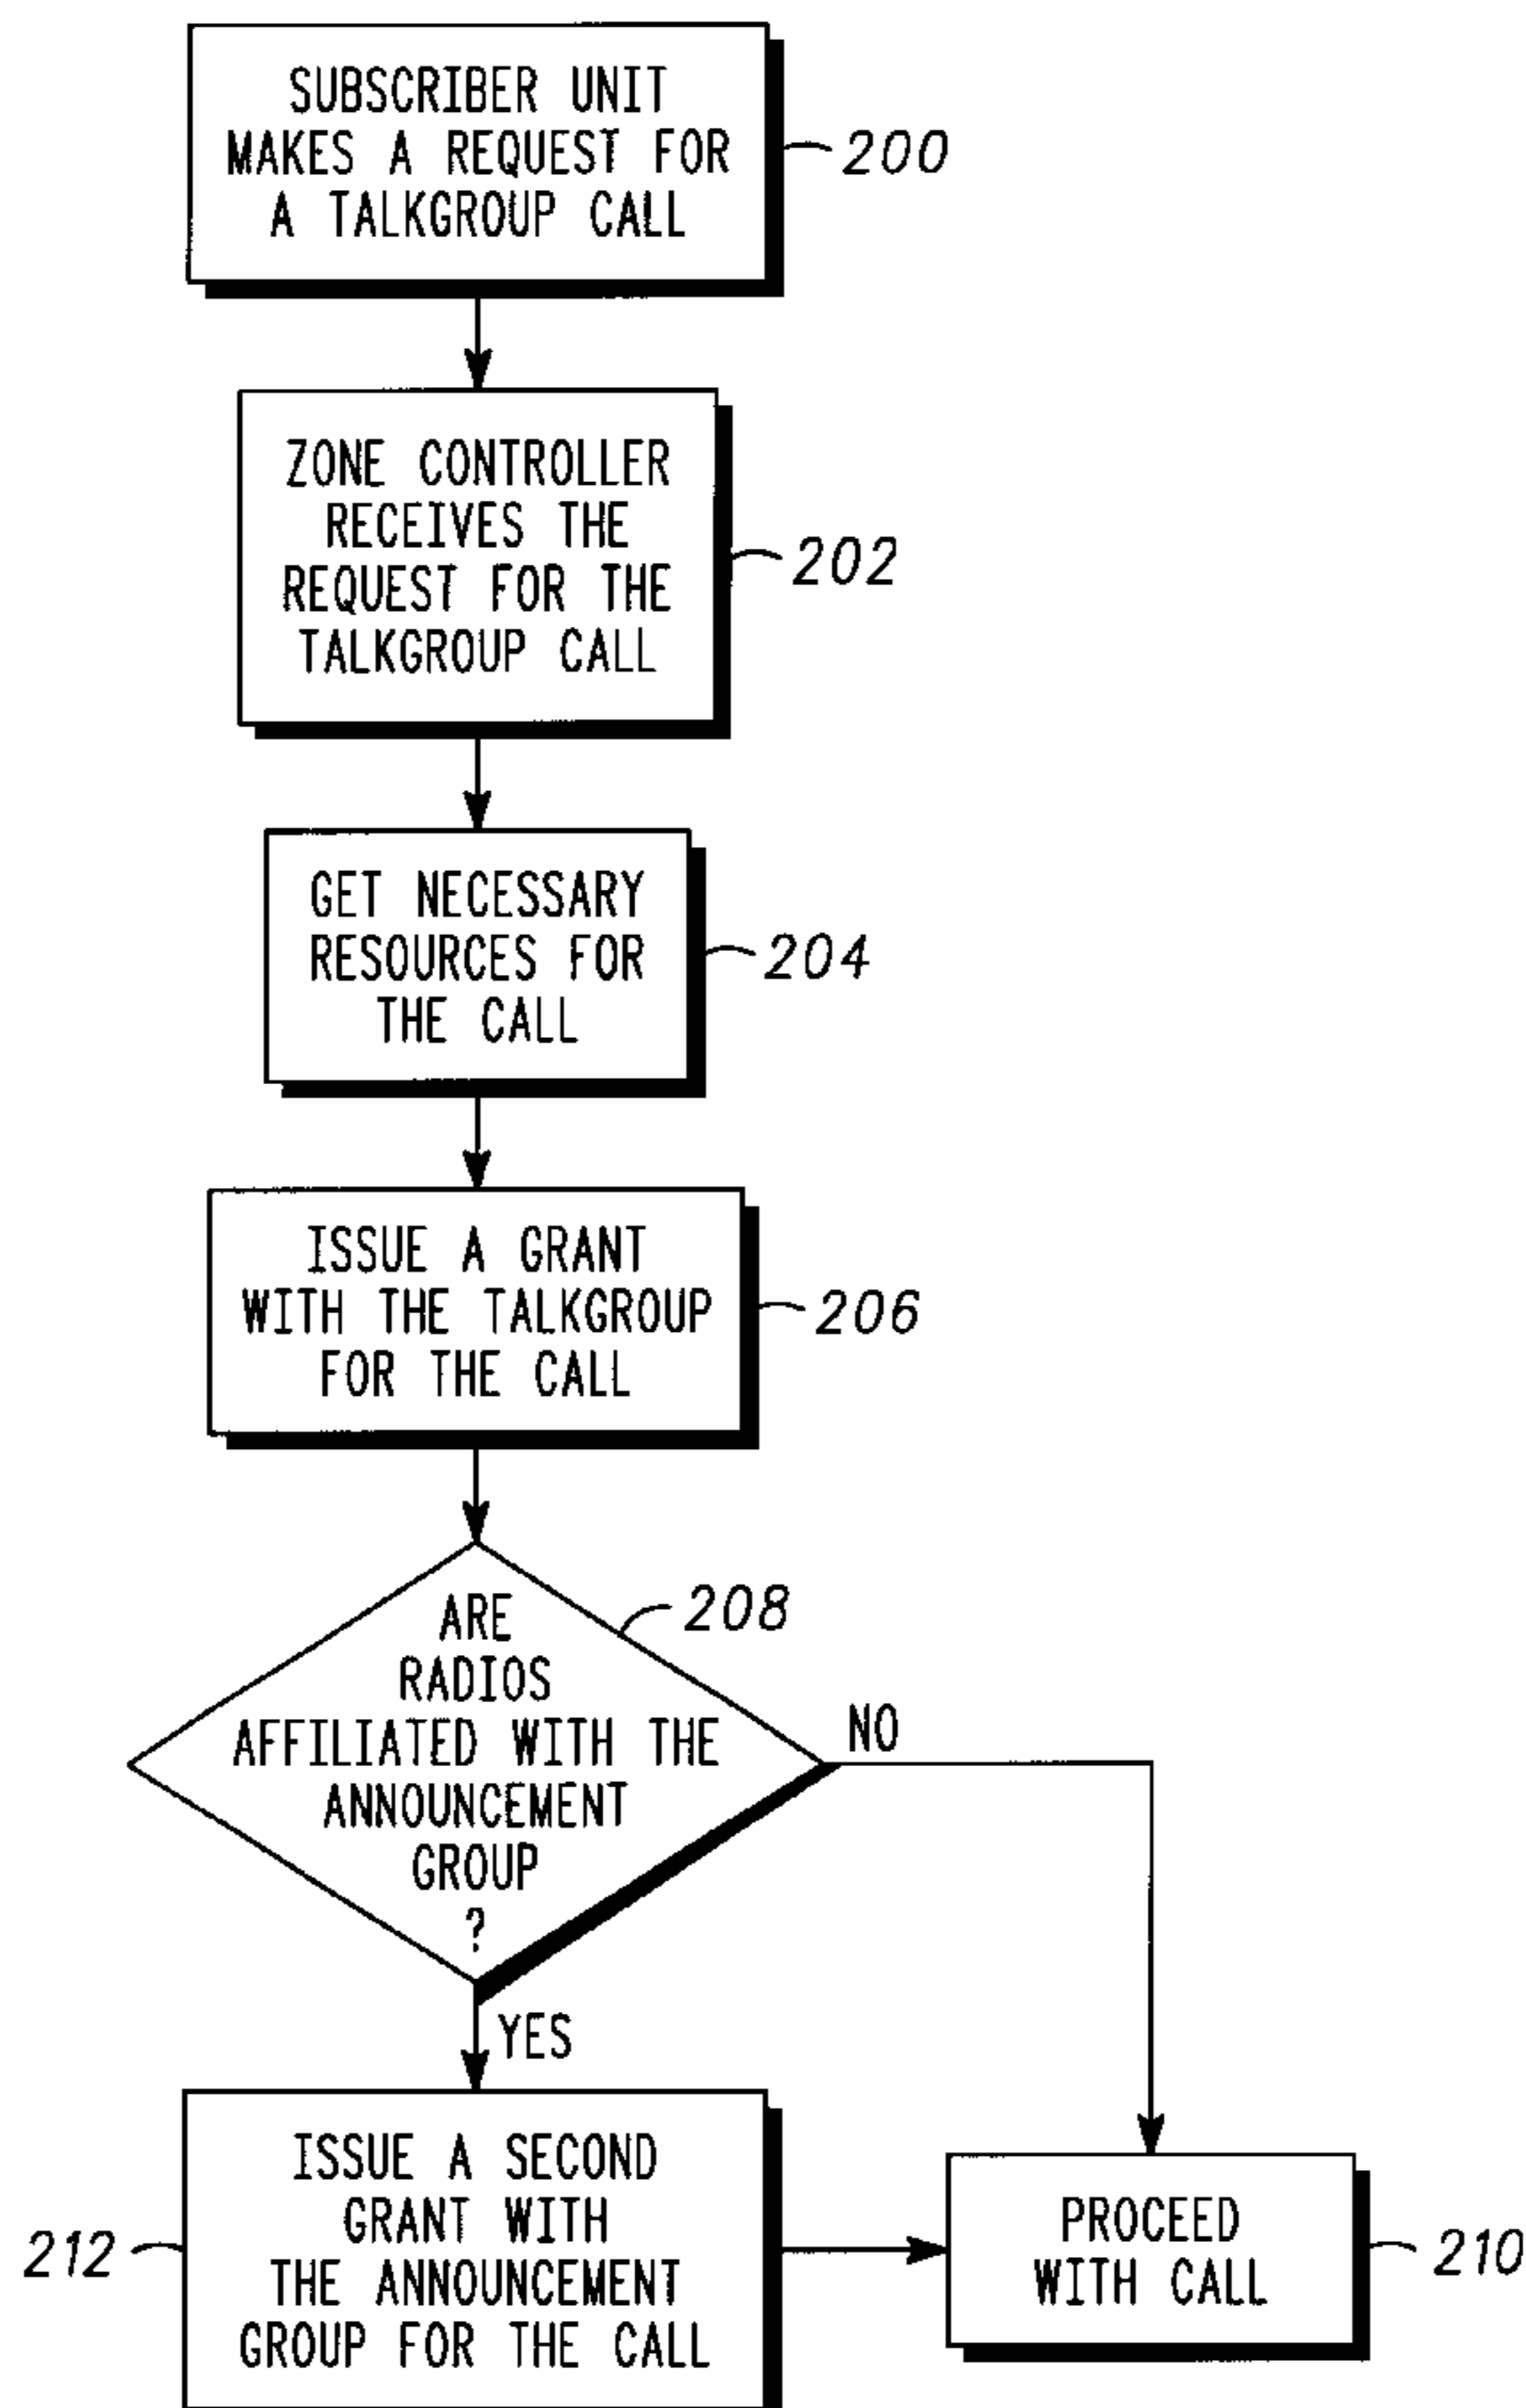 SUBSCRIBER UNIT
MAKES A REQUEST FOR
A TALKGROUP CALL
200
ZONE CONTROLLER
RECEIVES THE
REQUEST FOR THE
TALKGROUP CALL
202
GET NECESSARY
RESOURCES FOR
THE CALL
204
ISSUE A GRANT
WITH THE TALKGROUP
FOR THE CALL
206
ARE
RADIOS
AFFILIATED WITH THE
ANNOUNCEMENT
GROUP
?
208
NO
YES
ISSUE A SECOND
GRANT WITH
THE ANNOUNCEMENT
GROUP FOR THE CALL
212
PROCEED
WITH CALL
210